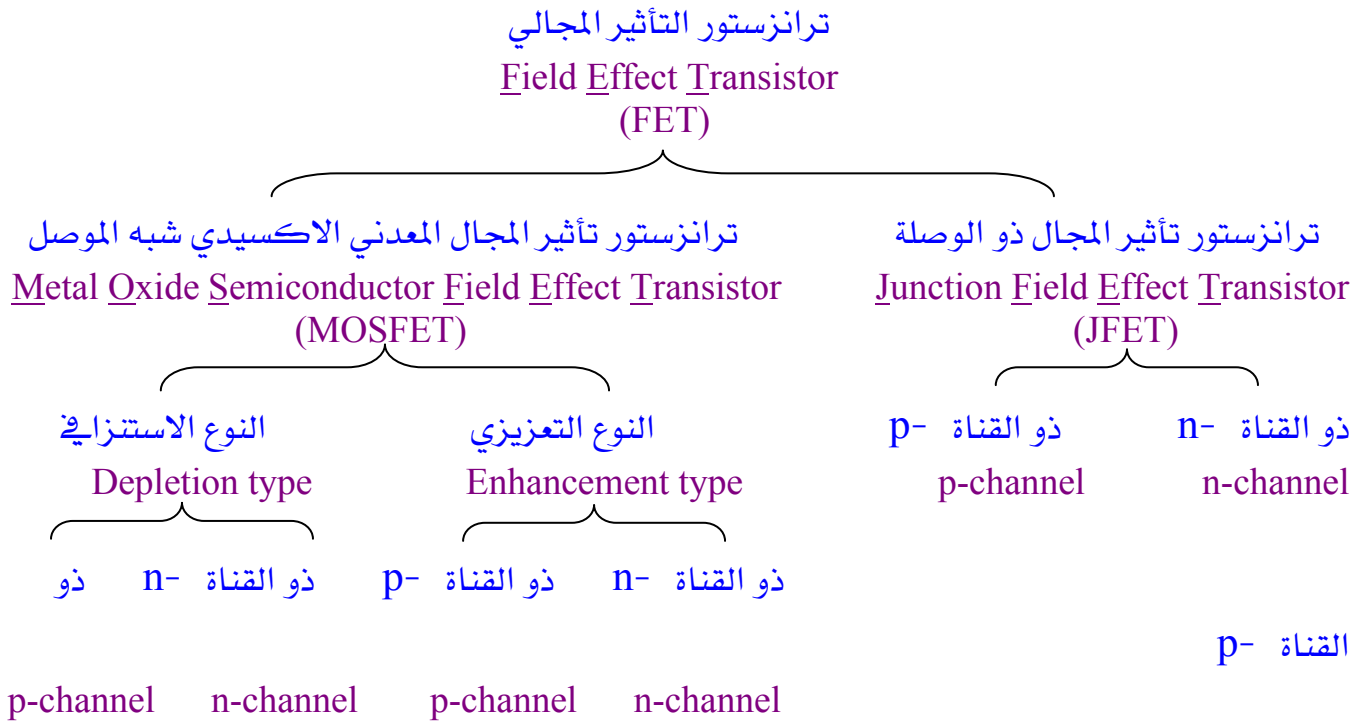 ترانزستور التأثير المجالي
Field Effect Transistor
(FET)
ترانزستور تأثير المجال ذو الوصلة
ترانزستور تأثير المجال المعدني الاكسيدي شبه الموصل
Junction Field Effect Transistor
Metal Oxide Semiconductor Field Effect Transistor
(JFET)
(MOSFET)
ذو القناة -n ذو القناة -p
النوع التعزيزي
النوع الاستنزافي
p-channel n-channel
Enhancement type
Depletion type
ذو القناة -n ذو القناة -p
ذو القناة -n ذو
القناة -p
p-channel n-channel p-channel n-channel